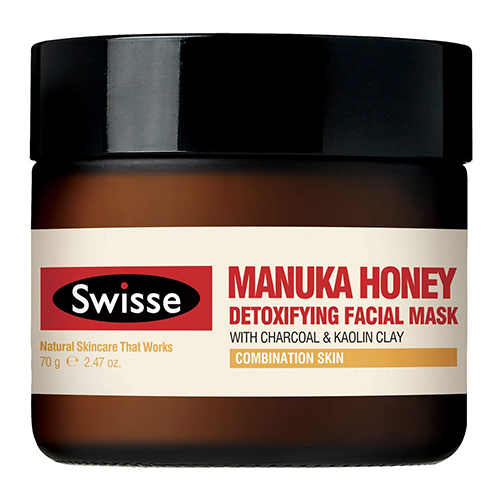 Swisse
Natural Skincare That Works
70 g ℮ 2.47 oz.
MANUKA HONEY
DETOXIFYING FACIAL MASK
WITH CHARCOAL & KAOLIN CLAY
COMBINATION SKIN